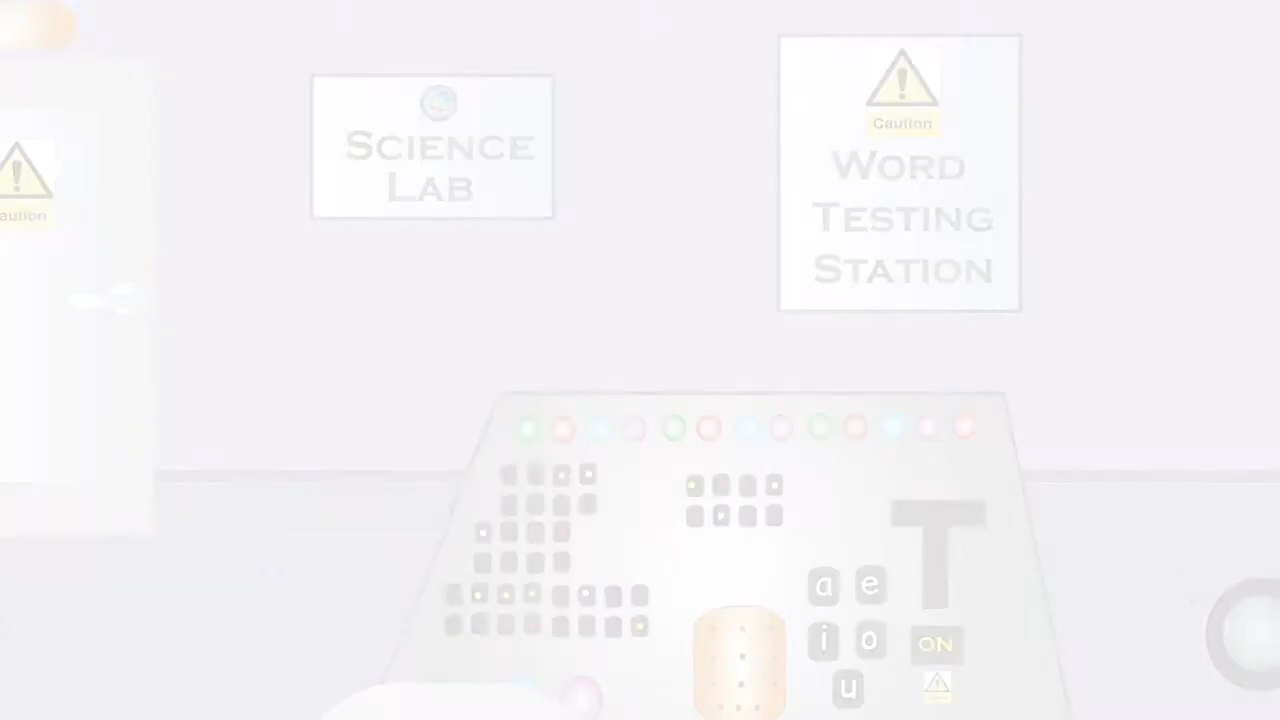 Caution
SCIENCE
LAB
WORD
TESTING
STATION
aution
T
a e
i o
u
ON